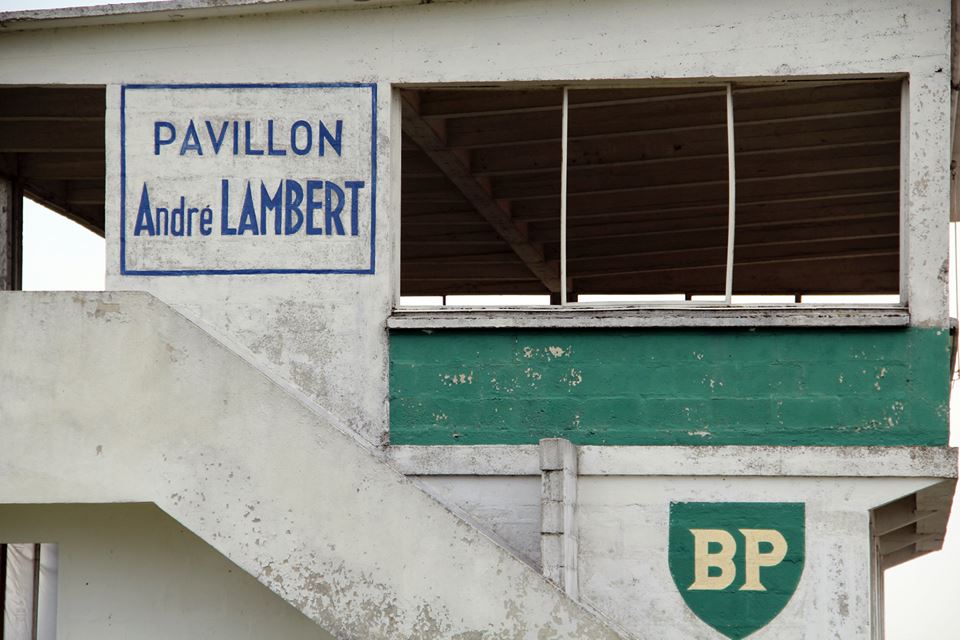 PAVILLON
André LAMBERT
BP